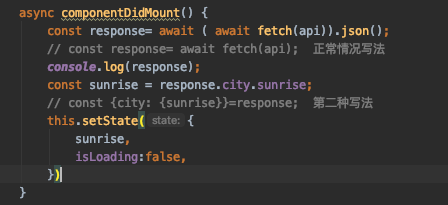 async componentDidMount() {
const response= await ( await fetch(api)).json();
// const response= await fetch(api);  正常情况写法
console.log(response);
const sunrise = response.city.sunrise;
// const {city: {sunrise}}=response;  第二种写法
this.setState( state: {
sunrise,
isLoading:false,
})
}